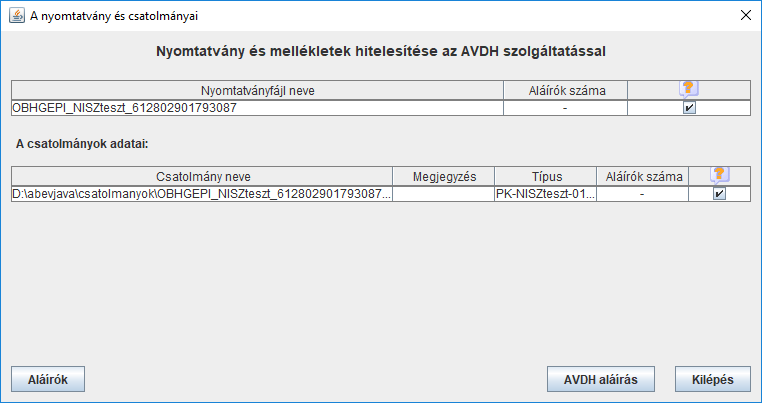 A nyomtatvány és csatolmányai
Nyomtatvány és mellékletek hitelesítése az AVDH szolgáltatással
Nyomtatványfájl neve Aláírók száma ?
OBHGEPI_NISZteszt_612802901793087 -
A csatolmányok adatai:
Csatolmány neve Megjegyzés Típus Aláírók száma ?
D:\abevjava\csatolmanyok\OBHGEPI_NISZteszt_612802901793087... PK-NISZteszt-01... -
Aláírók AVDH aláírás Kilépés